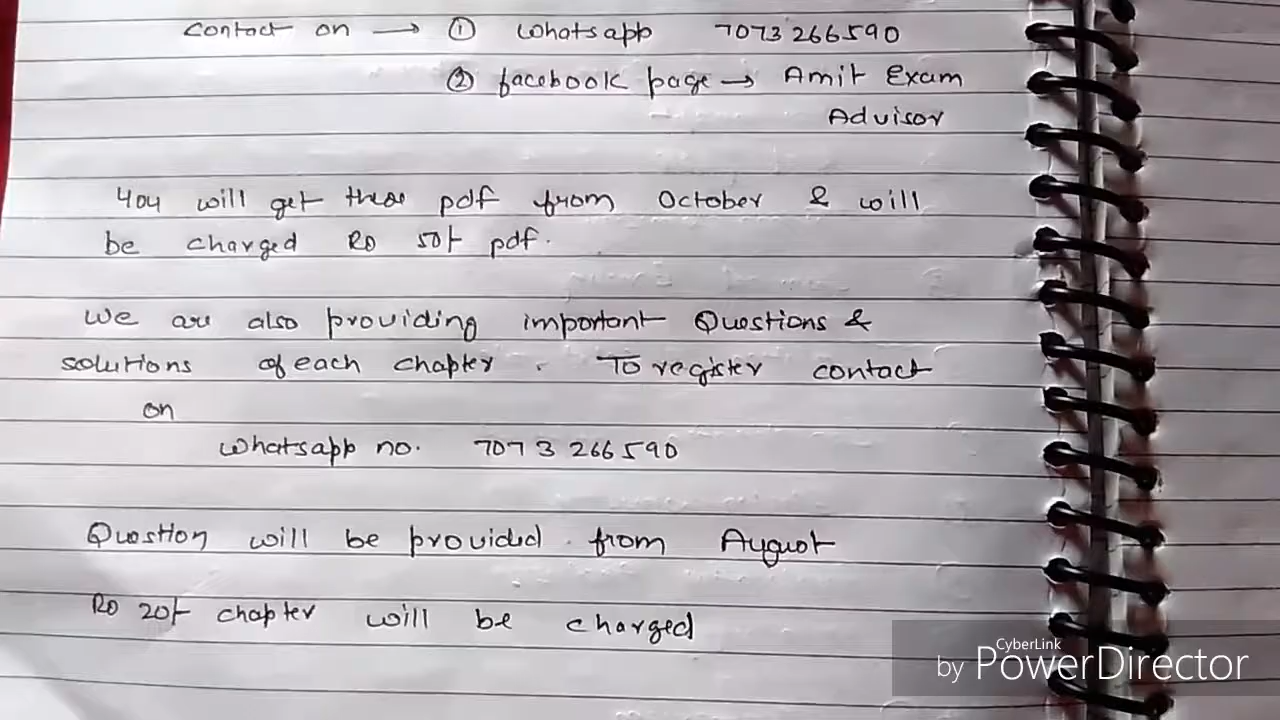 contact on → ① Whatsapp 7073266590
② facebook page → Amit Exam
Advisor
You will get these pdf from October & will
be charged Rs 50/- pdf.
We are also providing important Questions &
solutions of each chapter. To register contact
on
Whatsapp no. 7073266590
Question will be provided from August
Rs 20/- chapter will be charged
CyberLink
by PowerDirector